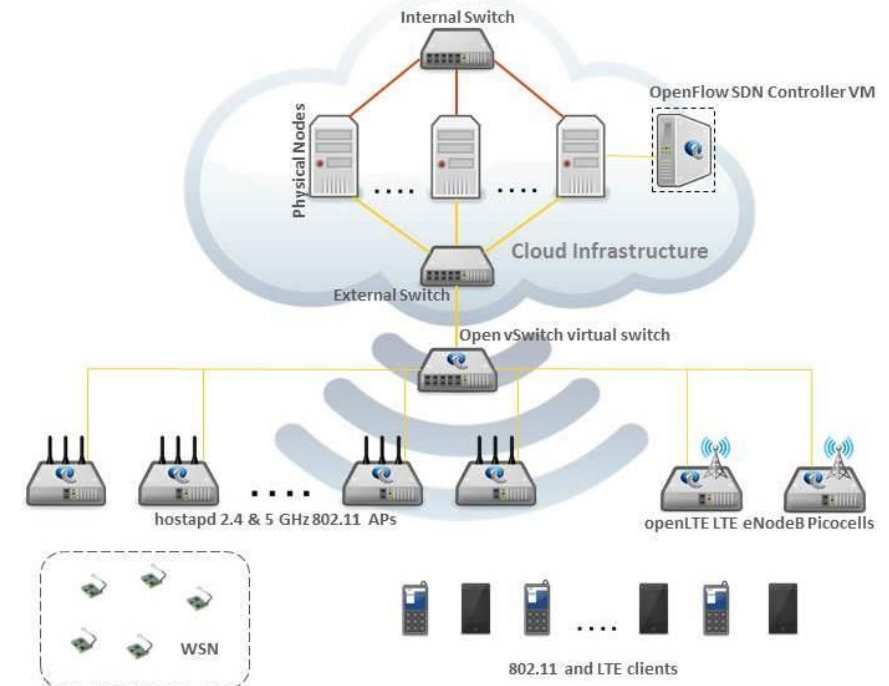 Internal Switch
OpenFlow SDN Controller VM
Physical Nodes
Cloud Infrastructure
External Switch
Open vSwitch virtual switch
hostapd 2.4 & 5 GHz 802.11 APs
openLTE LTE eNodeB Picocells
WSN
802.11 and LTE clients